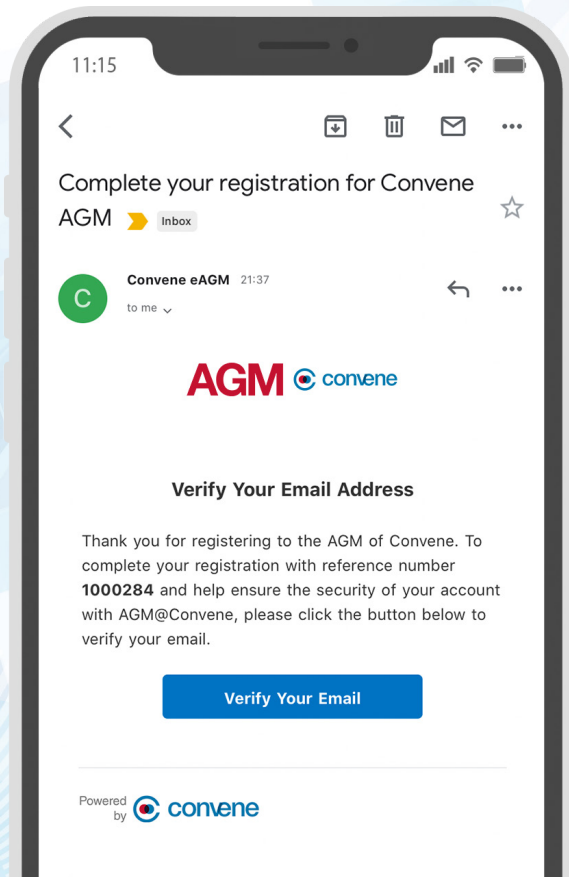 11:15
Complete your registration for Convene
AGM Inbox
Convene eAGM 21:37
to me
C
AGM convene
Verify Your Email Address
Thank you for registering to the AGM of Convene. To
complete your registration with reference number
1000284 and help ensure the security of your account
with AGM@Convene, please click the button below to
verify your email.
Verify Your Email
Powered
by convene